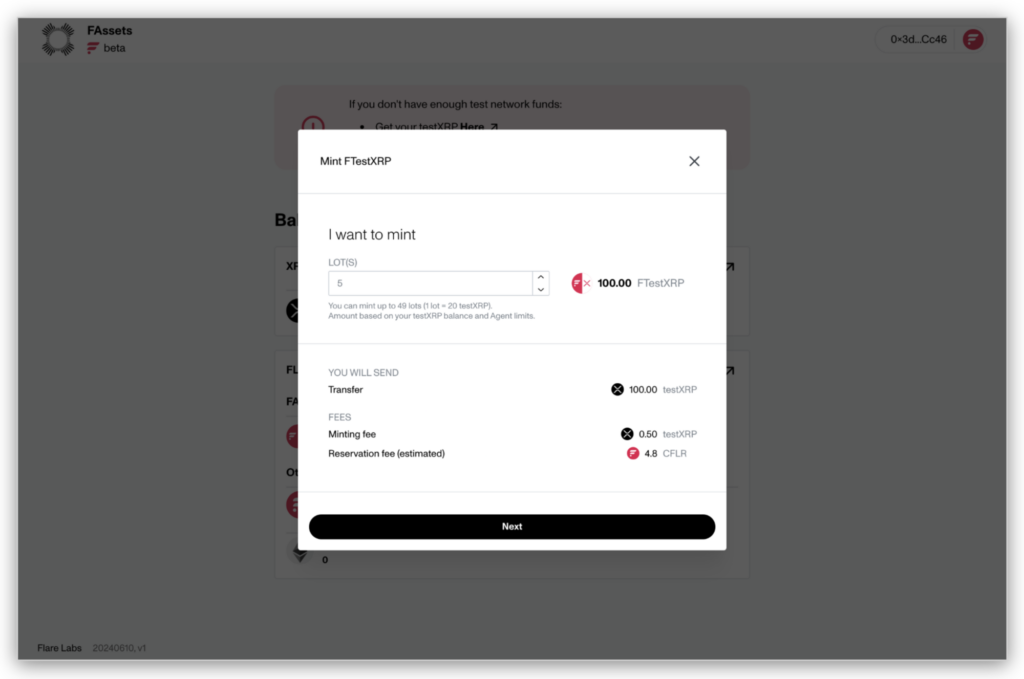 FAssets
beta
0×3d...Cc46
If you don't have enough test network funds:
• Get your testXRP Here
Mint FTestXRP
Ba
I want to mint
XR
LOT(S)
5
100.00 FTestXRP
You can mint up to 49 lots (1 lot = 20 testXRP).
Amount based on your testXRP balance and Agent limits.
FL
YOU WILL SEND
Transfer
100.00 testXRP
FA
FEES
Minting fee
0.50 testXRP
Reservation fee (estimated)
4.8 CFLR
Ot
Next
0
Flare Labs 20240610, v1